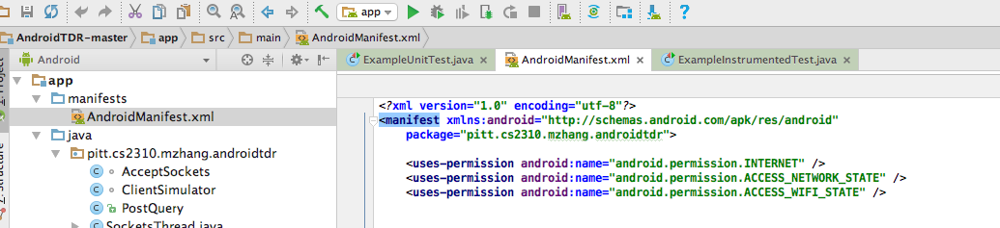 app
AndroidTDR-master app src main AndroidManifest.xml
Android
ExampleUnitTest.java AndroidManifest.xml ExampleInstrumentedTest.java
app
manifests
AndroidManifest.xml
java
pitt.cs2310.mzhang.androidtdr
AcceptSockets
ClientSimulator
PostQuery
SocketsThread.java
<?xml version="1.0" encoding="utf-8"?>
<manifest xmlns:android="http://schemas.android.com/apk/res/android"
package="pitt.cs2310.mzhang.androidtdr">
<uses-permission android:name="android.permission.INTERNET" />
<uses-permission android:name="android.permission.ACCESS_NETWORK_STATE" />
<uses-permission android:name="android.permission.ACCESS_WIFI_STATE" />